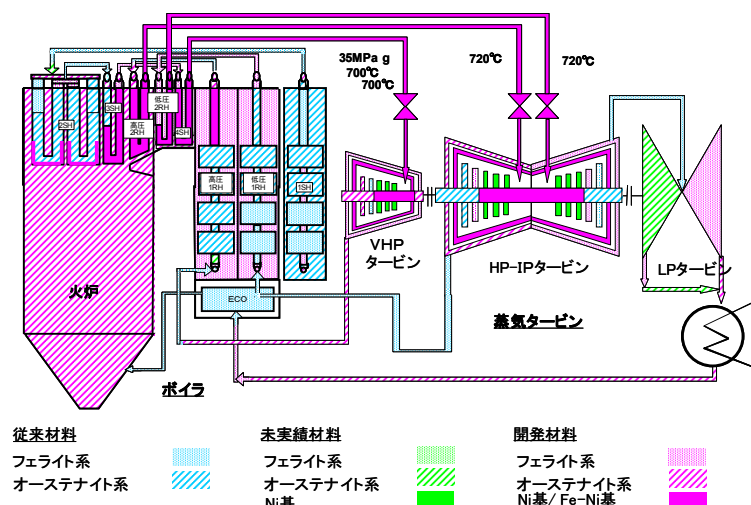 35MPa g
700℃
700℃
720℃
720℃
2SH
3SH
高圧
2RH
低圧
2RH
4SH
高圧
1RH
低圧
1RH
1SH
火炉
ECO
ボイラ
VHP
タービン
HP-IPタービン
LPタービン
蒸気タービン
従来材料
フェライト系
オーステナイト系
未実績材料
フェライト系
オーステナイト系
Ni基
開発材料
フェライト系
オーステナイト系
Ni基/Fe-Ni基